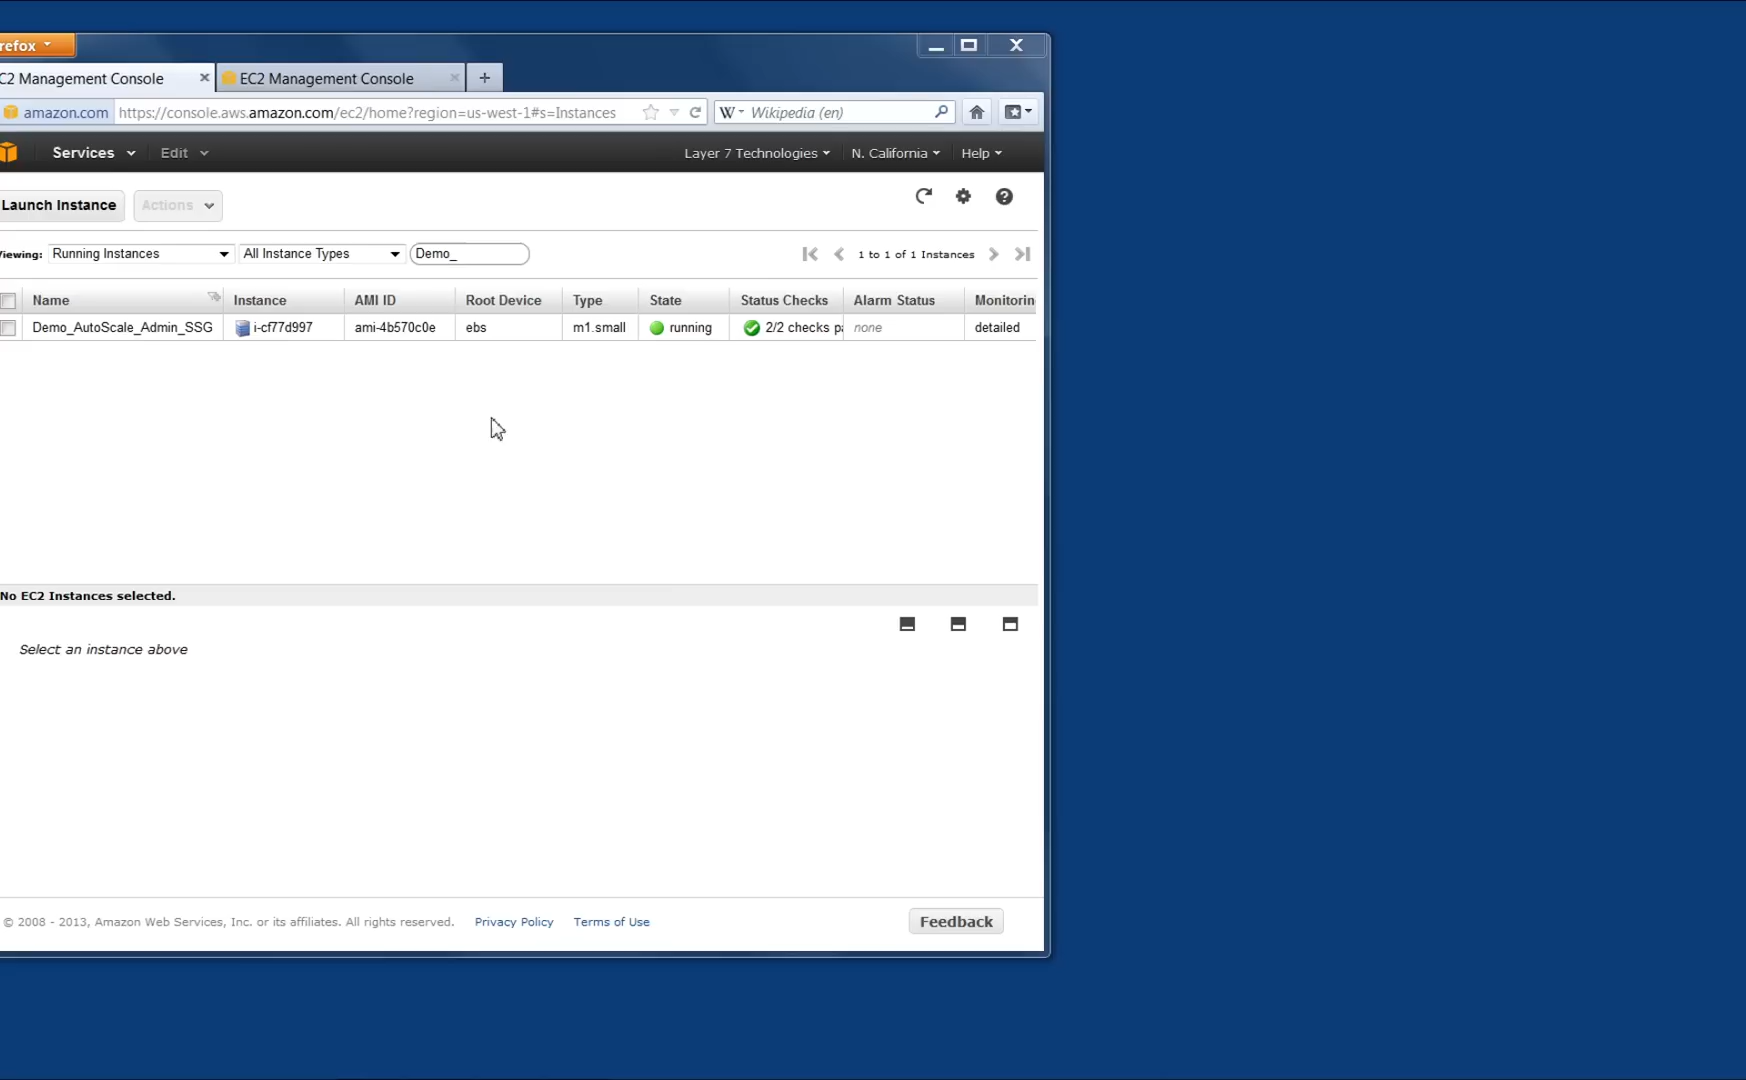 refox
C2 Management Console
EC2 Management Console
amazon.com https://console.aws.amazon.com/ec2/home?region=us-west-1#s=Instances
Wikipedia (en)
Services Edit Layer 7 Technologies N. California Help
Launch Instance Actions
Viewing: Running Instances All Instance Types Demo_ 1 to 1 of 1 Instances
Name Instance AMI ID Root Device Type State Status Checks Alarm Status Monitorin
Demo_AutoScale_Admin_SSG i-cf77d997 ami-4b570c0e ebs m1.small running 2/2 checks pa none detailed
No EC2 Instances selected.
Select an instance above
© 2008 - 2013, Amazon Web Services, Inc. or its affiliates. All rights reserved. Privacy Policy Terms of Use Feedback